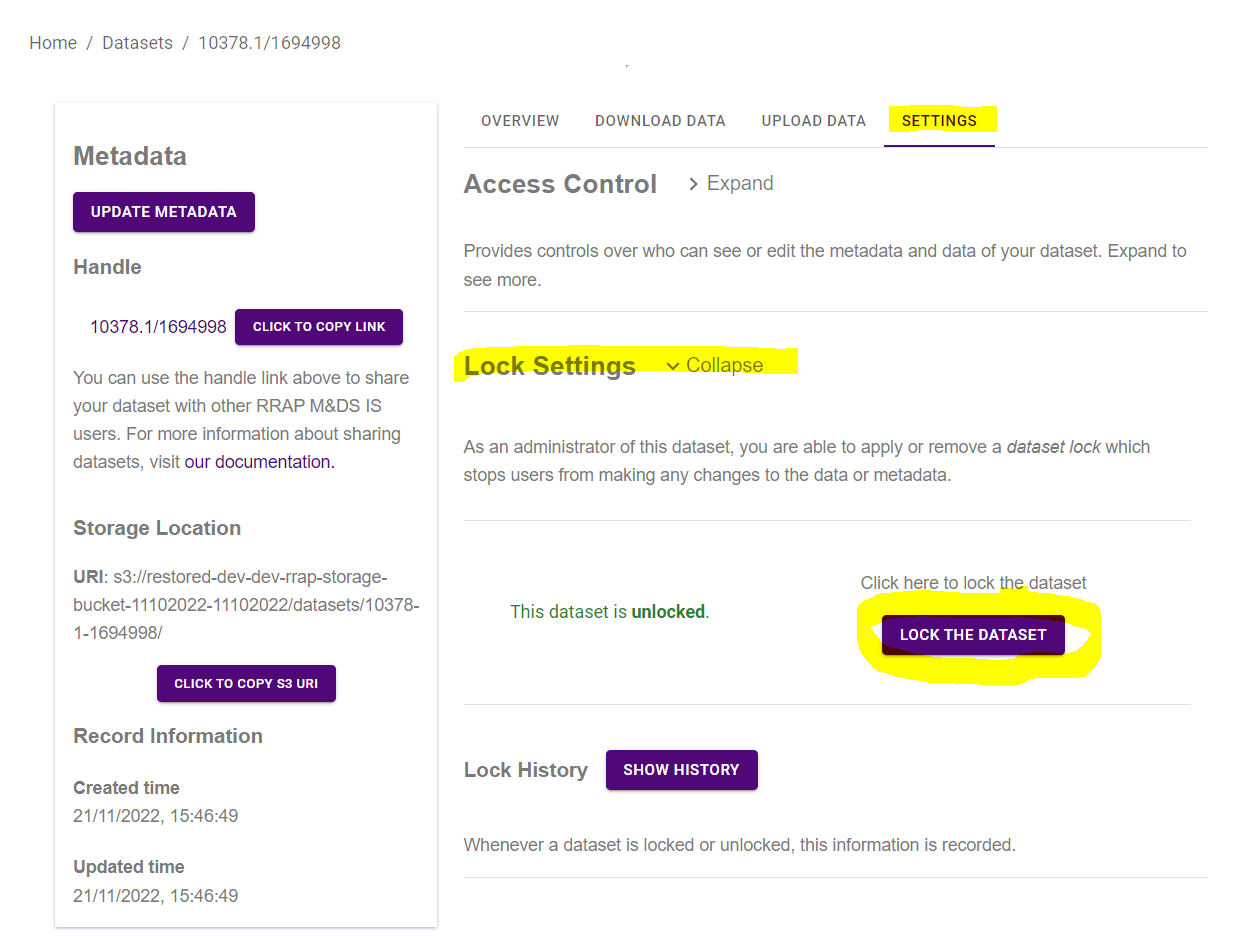 Home / Datasets / 10378.1/1694998
Metadata
UPDATE METADATA
Handle
10378.1/1694998 CLICK TO COPY LINK
You can use the handle link above to share
your dataset with other RRAP M&DS IS
users. For more information about sharing
datasets, visit our documentation.
Storage Location
URI: s3://restored-dev-dev-rrap-storage-
bucket-11102022-11102022/datasets/10378-
1-1694998/
CLICK TO COPY S3 URI
Record Information
Created time
21/11/2022, 15:46:49
Updated time
21/11/2022, 15:46:49
OVERVIEW DOWNLOAD DATA UPLOAD DATA SETTINGS
Access Control Expand
Provides controls over who can see or edit the metadata and data of your dataset. Expand to
see more.
Lock Settings Collapse
As an administrator of this dataset, you are able to apply or remove a dataset lock which
stops users from making any changes to the data or metadata.
This dataset is unlocked.
Click here to lock the dataset
LOCK THE DATASET
Lock History SHOW HISTORY
Whenever a dataset is locked or unlocked, this information is recorded.